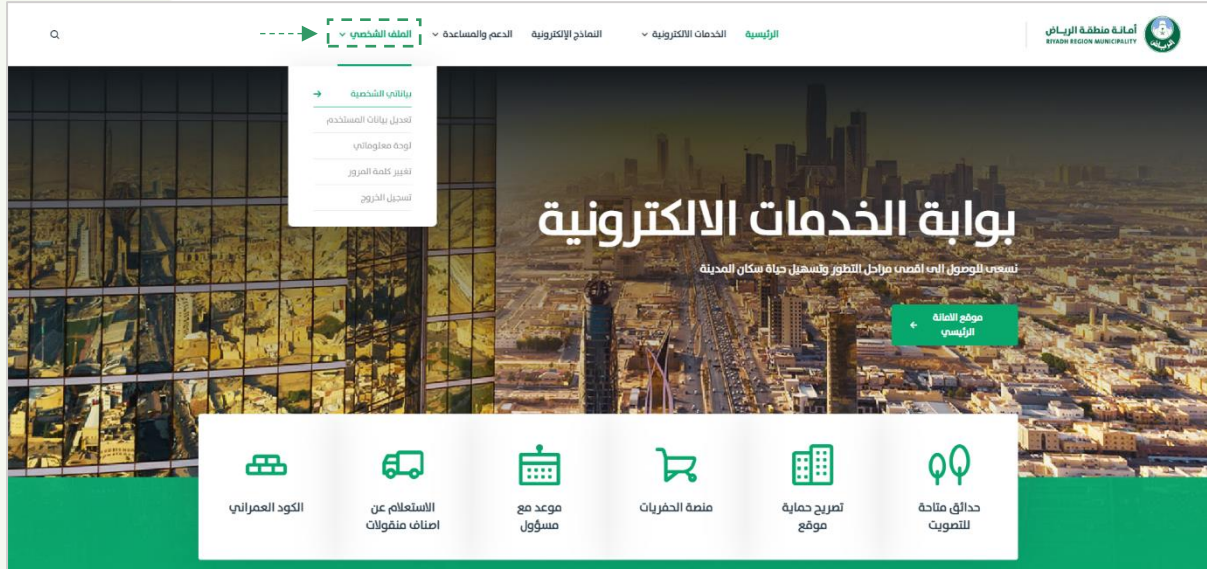 أمانة منطقة الرياض
RIYADH REGION MUNICIPALITY
الرئيسية
الخدمات الالكترونية
النماذج الإلكترونية
الدعم والمساعدة
الملف الشخصي
بياناتي الشخصية
تعديل بيانات المستخدم
لوحة معلوماتي
تغيير كلمة المرور
تسجيل الخروج
بوابة الخدمات الالكترونية
نسعى للوصول الى اقصى مراحل التطور وتسهيل حياة سكان المدينة
موقع الامانة
الرئيسي
حدائق متاحة
للتصويت
تصريح حماية
موقع
منصة الحفريات
موعد مع
مسؤول
الاستعلام عن
اصناف منقولات
الكود العمراني